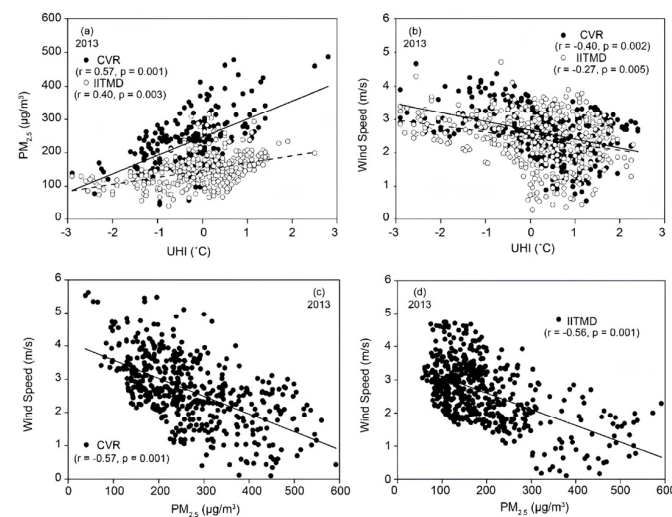 (a)
2013
CVR
(r = 0.57, p = 0.001)
IITMD
(r = 0.40, p = 0.003)
600
500
400
300
200
100
0
PM2.5 (µg/m³)
-3 -2 -1 0 1 2 3
UHI (˚C)
(b)
2013
CVR
(r = -0.40, p = 0.002)
IITMD
(r = -0.27, p = 0.005)
6
5
4
3
2
1
0
Wind Speed (m/s)
-3 -2 -1 0 1 2 3
UHI (˚C)
(c)
2013
6
5
4
3
2
1
0
Wind Speed (m/s)
CVR
(r = -0.57, p = 0.001)
0 100 200 300 400 500 600
PM2.5 (µg/m³)
(d)
2013
IITMD
(r = -0.56, p = 0.001)
6
5
4
3
2
1
0
Wind Speed (m/s)
0 100 200 300 400 500 600
PM2.5 (µg/m³)